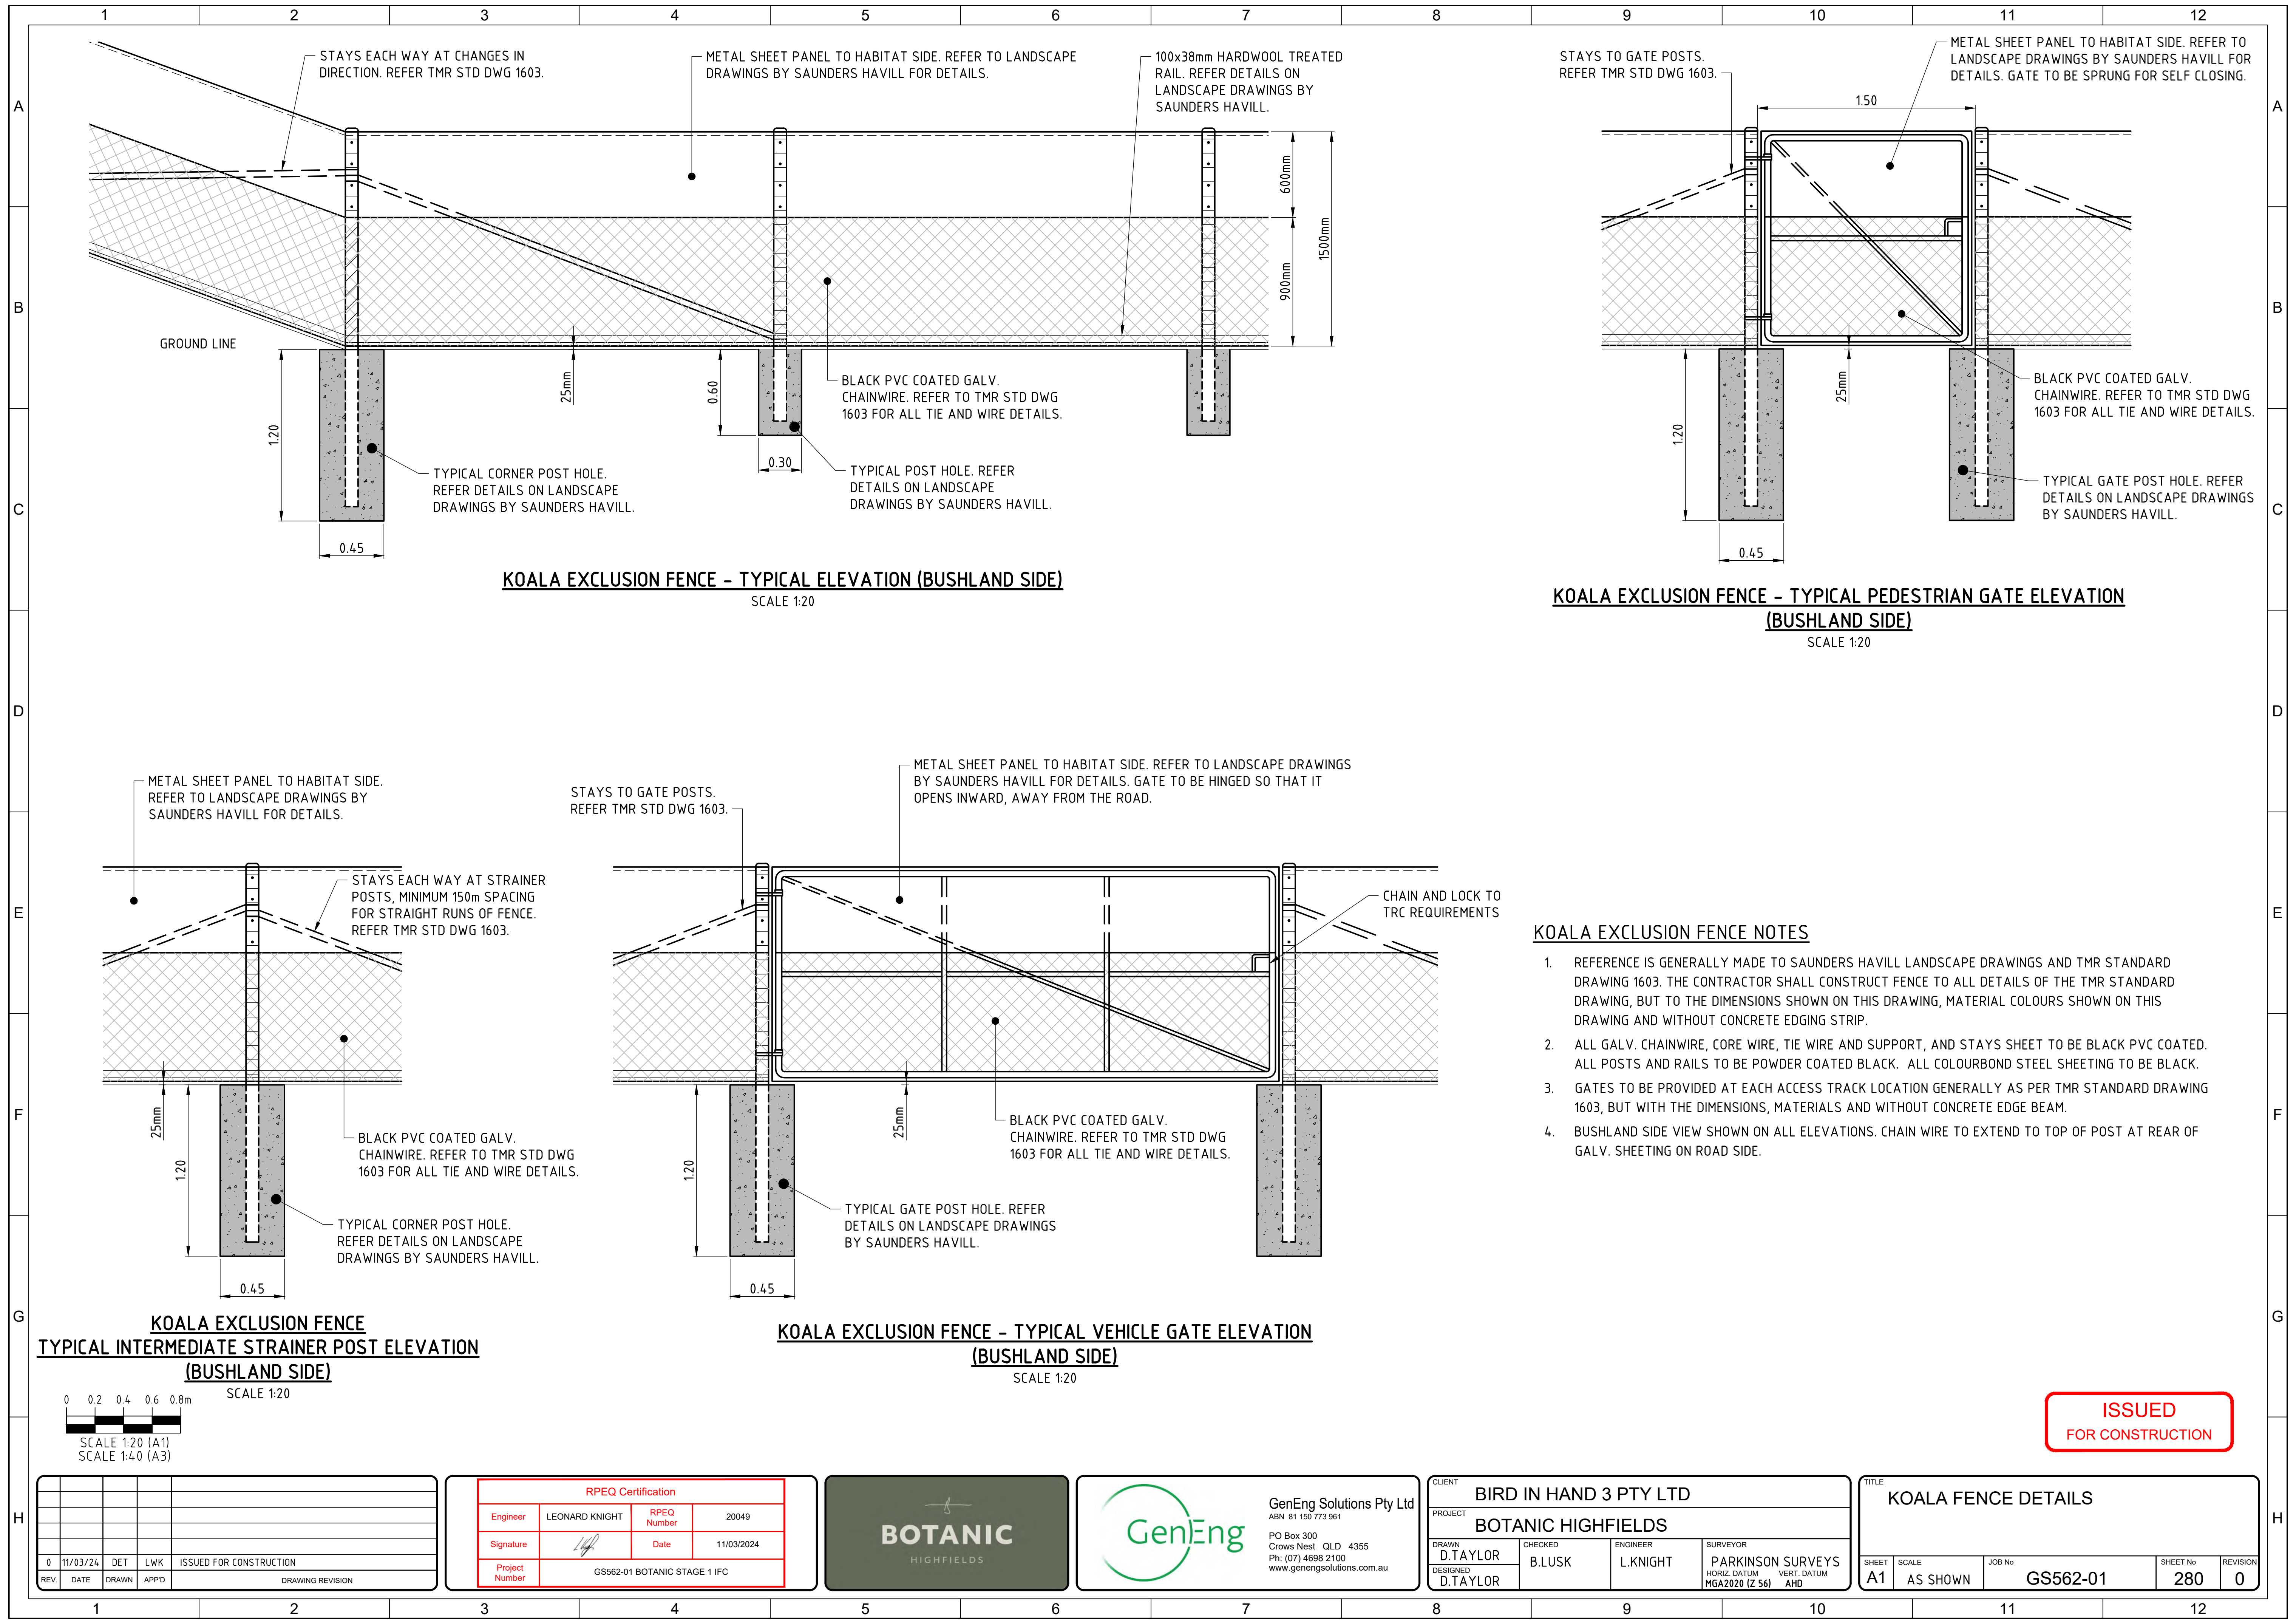 1 2 3 4 5 6 7 8 9 10 11 12
A
B
C
D
E
F
G
H
STAYS EACH WAY AT CHANGES IN
DIRECTION. REFER TMR STD DWG 1603.
METAL SHEET PANEL TO HABITAT SIDE. REFER TO LANDSCAPE
DRAWINGS BY SAUNDERS HAVILL FOR DETAILS.
100x38mm HARDWOOL TREATED
RAIL. REFER DETAILS ON
LANDSCAPE DRAWINGS BY
SAUNDERS HAVILL.
600mm
900mm
1500mm
GROUND LINE
25mm
0.60
1.20
0.30
0.45
BLACK PVC COATED GALV.
CHAINWIRE. REFER TO TMR STD DWG
1603 FOR ALL TIE AND WIRE DETAILS.
TYPICAL CORNER POST HOLE.
REFER DETAILS ON LANDSCAPE
DRAWINGS BY SAUNDERS HAVILL.
TYPICAL POST HOLE. REFER
DETAILS ON LANDSCAPE
DRAWINGS BY SAUNDERS HAVILL.
KOALA EXCLUSION FENCE - TYPICAL ELEVATION (BUSHLAND SIDE)
SCALE 1:20
STAYS TO GATE POSTS.
REFER TMR STD DWG 1603.
METAL SHEET PANEL TO HABITAT SIDE. REFER TO
LANDSCAPE DRAWINGS BY SAUNDERS HAVILL FOR
DETAILS. GATE TO BE SPRUNG FOR SELF CLOSING.
1.50
25mm
1.20
0.45
BLACK PVC COATED GALV.
CHAINWIRE. REFER TO TMR STD DWG
1603 FOR ALL TIE AND WIRE DETAILS.
TYPICAL GATE POST HOLE. REFER
DETAILS ON LANDSCAPE DRAWINGS
BY SAUNDERS HAVILL.
KOALA EXCLUSION FENCE - TYPICAL PEDESTRIAN GATE ELEVATION
(BUSHLAND SIDE)
SCALE 1:20
METAL SHEET PANEL TO HABITAT SIDE.
REFER TO LANDSCAPE DRAWINGS BY
SAUNDERS HAVILL FOR DETAILS.
STAYS EACH WAY AT STRAINER
POSTS, MINIMUM 150m SPACING
FOR STRAIGHT RUNS OF FENCE.
REFER TMR STD DWG 1603.
25mm
1.20
0.45
BLACK PVC COATED GALV.
CHAINWIRE. REFER TO TMR STD DWG
1603 FOR ALL TIE AND WIRE DETAILS.
TYPICAL CORNER POST HOLE.
REFER DETAILS ON LANDSCAPE
DRAWINGS BY SAUNDERS HAVILL.
KOALA EXCLUSION FENCE
TYPICAL INTERMEDIATE STRAINER POST ELEVATION
(BUSHLAND SIDE)
SCALE 1:20
STAYS TO GATE POSTS.
REFER TMR STD DWG 1603.
METAL SHEET PANEL TO HABITAT SIDE. REFER TO LANDSCAPE DRAWINGS
BY SAUNDERS HAVILL FOR DETAILS. GATE TO BE HINGED SO THAT IT
OPENS INWARD, AWAY FROM THE ROAD.
CHAIN AND LOCK TO
TRC REQUIREMENTS
25mm
1.20
0.45
BLACK PVC COATED GALV.
CHAINWIRE. REFER TO TMR STD DWG
1603 FOR ALL TIE AND WIRE DETAILS.
TYPICAL GATE POST HOLE. REFER
DETAILS ON LANDSCAPE DRAWINGS
BY SAUNDERS HAVILL.
KOALA EXCLUSION FENCE - TYPICAL VEHICLE GATE ELEVATION
(BUSHLAND SIDE)
SCALE 1:20
KOALA EXCLUSION FENCE NOTES
1. REFERENCE IS GENERALLY MADE TO SAUNDERS HAVILL LANDSCAPE DRAWINGS AND TMR STANDARD
DRAWING 1603. THE CONTRACTOR SHALL CONSTRUCT FENCE TO ALL DETAILS OF THE TMR STANDARD
DRAWING, BUT TO THE DIMENSIONS SHOWN ON THIS DRAWING, MATERIAL COLOURS SHOWN ON THIS
DRAWING AND WITHOUT CONCRETE EDGING STRIP.
2. ALL GALV. CHAINWIRE, CORE WIRE, TIE WIRE AND SUPPORT, AND STAYS SHEET TO BE BLACK PVC COATED.
ALL POSTS AND RAILS TO BE POWDER COATED BLACK. ALL COLOURBOND STEEL SHEETING TO BE BLACK.
3. GATES TO BE PROVIDED AT EACH ACCESS TRACK LOCATION GENERALLY AS PER TMR STANDARD DRAWING
1603, BUT WITH THE DIMENSIONS, MATERIALS AND WITHOUT CONCRETE EDGE BEAM.
4. BUSHLAND SIDE VIEW SHOWN ON ALL ELEVATIONS. CHAIN WIRE TO EXTEND TO TOP OF POST AT REAR OF
GALV. SHEETING ON ROAD SIDE.
0 0.2 0.4 0.6 0.8m
SCALE 1:20 (A1)
SCALE 1:40 (A3)
ISSUED
FOR CONSTRUCTION
0 11/03/24 DET LWK ISSUED FOR CONSTRUCTION
REV. DATE DRAWN APP'D DRAWING REVISION
RPEQ Certification
Engineer LEONARD KNIGHT RPEQ Number 20049
Signature Date 11/03/2024
Project Number GS562-01 BOTANIC STAGE 1 IFC
BOTANIC
HIGHFIELDS
GenEng
GenEng Solutions Pty Ltd
ABN 81 150 773 961
PO Box 300
Crows Nest QLD 4355
Ph: (07) 4698 2100
www.genengsolutions.com.au
CLIENT
BIRD IN HAND 3 PTY LTD
PROJECT
BOTANIC HIGHFIELDS
DRAWN
D.TAYLOR
DESIGNED
D.TAYLOR
CHECKED
B.LUSK
ENGINEER
L.KNIGHT
SURVEYOR
PARKINSON SURVEYS
HORIZ. DATUM VERT. DATUM
MGA2020 (Z 56) AHD
TITLE
KOALA FENCE DETAILS
SHEET SCALE JOB No SHEET No REVISION
A1 AS SHOWN GS562-01 280 0
A
B
C
D
E
F
G
H
1 2 3 4 5 6 7 8 9 10 11 12